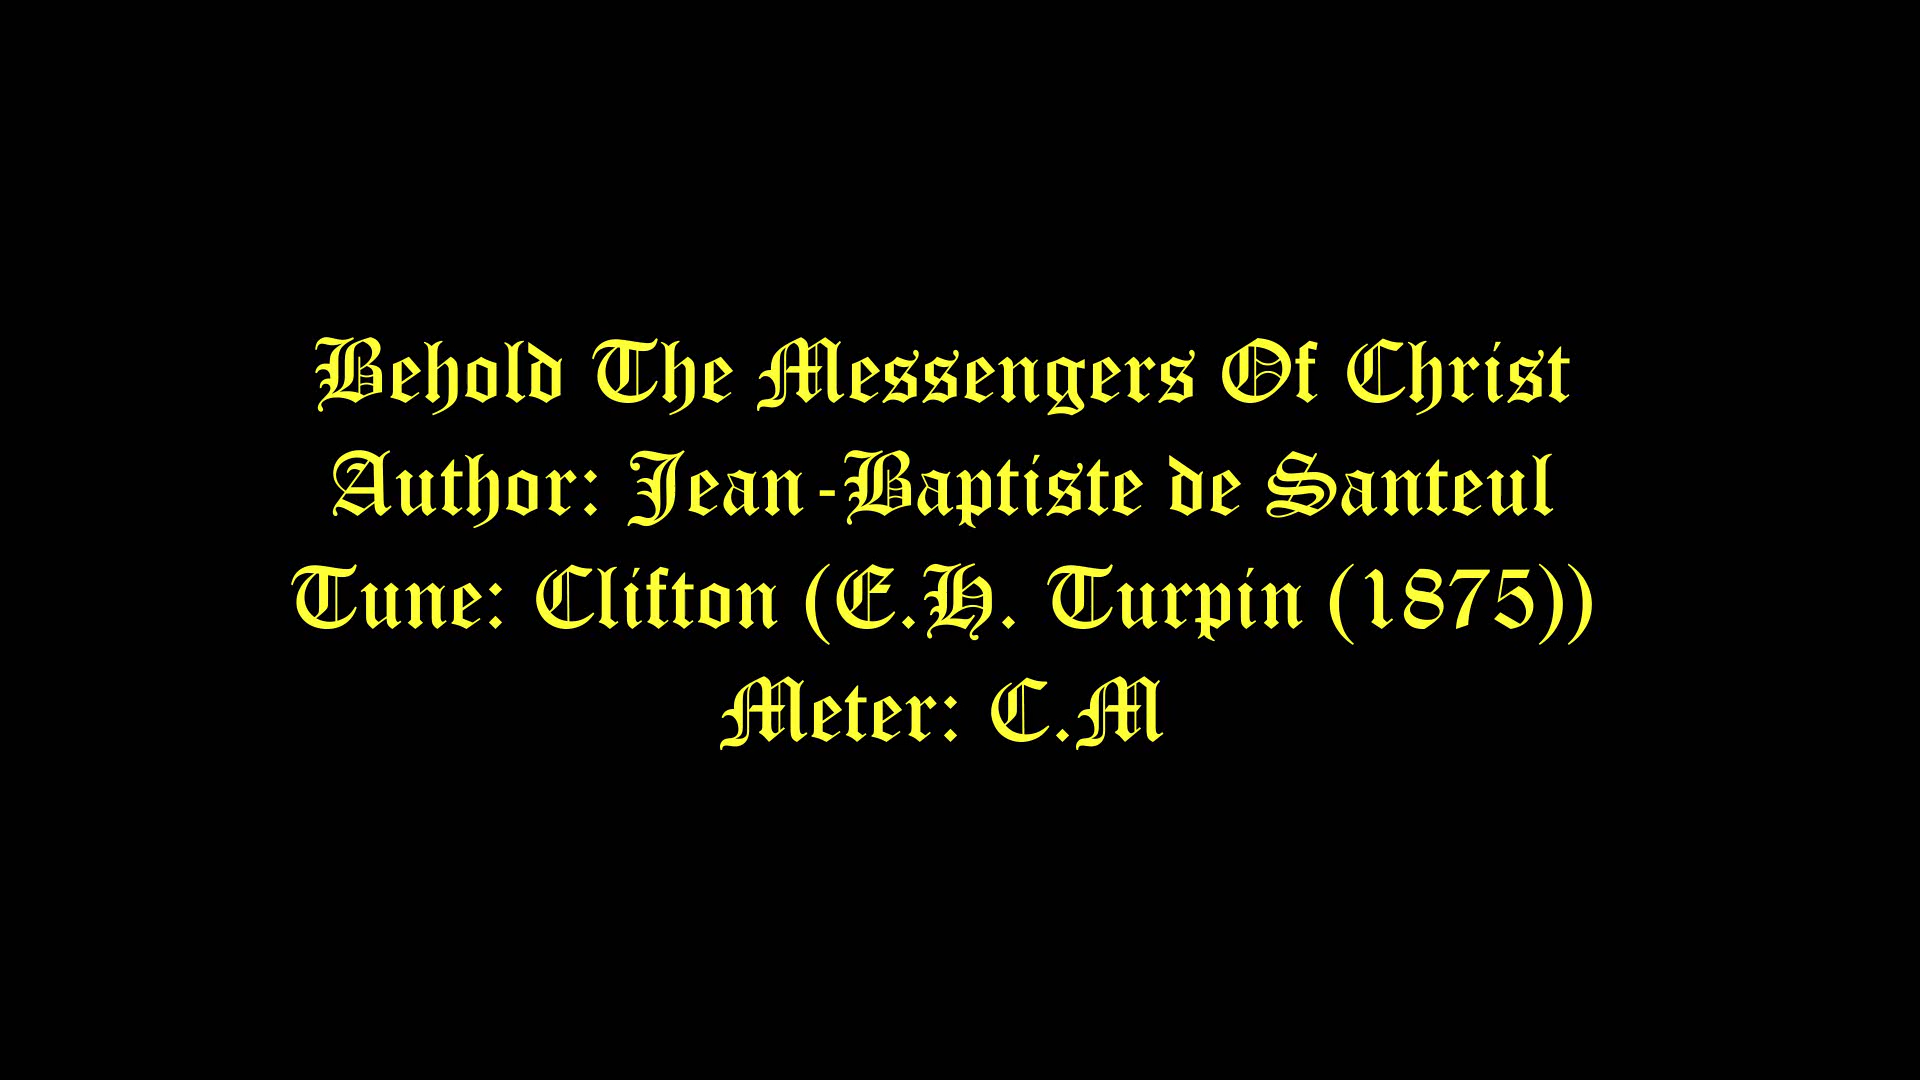 Behold The Messengers Of Christ
Author: Jean-Baptiste de Santeul
Tune: Clifton (E.H. Turpin (1875))
Meter: C.M